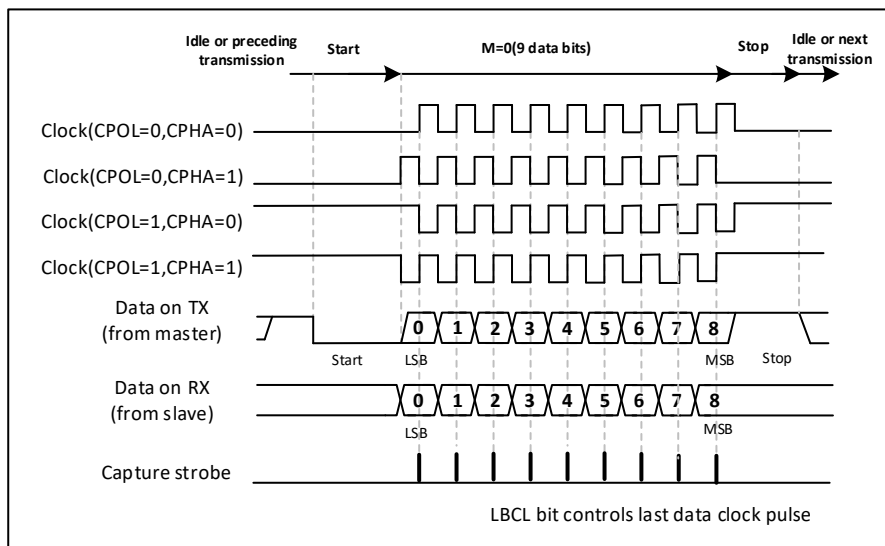 Idle or preceding
transmission
Start
M=0(9 data bits)
Stop
Idle or next
transmission
Clock(CPOL=0,CPHA=0)
Clock(CPOL=0,CPHA=1)
Clock(CPOL=1,CPHA=0)
Clock(CPOL=1,CPHA=1)
Data on TX
(from master)
0 1 2 3 4 5 6 7 8
Start
LSB
MSB
Stop
Data on RX
(from slave)
0 1 2 3 4 5 6 7 8
LSB
MSB
Capture strobe
LBCL bit controls last data clock pulse